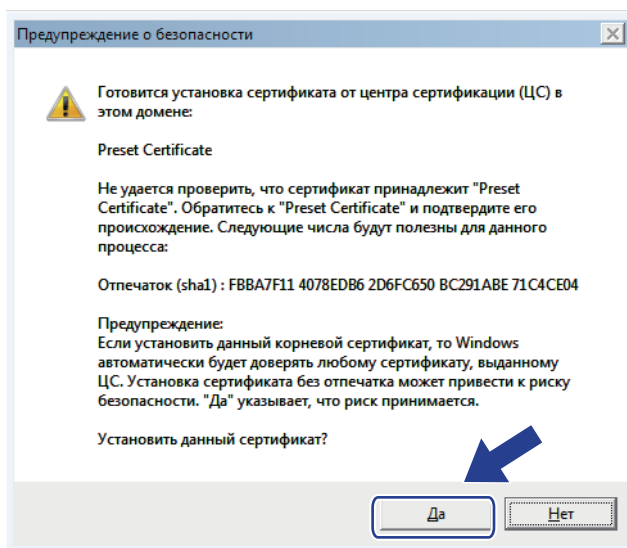 Предупреждение о безопасности
Готовится установка сертификата от центра сертификации (ЦС) в
этом домене:
Preset Certificate
Не удается проверить, что сертификат принадлежит "Preset
Certificate". Обратитесь к "Preset Certificate" и подтвердите его
происхождение. Следующие числа будут полезны для данного
процесса:
Отпечаток (sha1) : FBBA7F11 4078EDB6 2D6FC650 BC291ABE 71C4CE04
Предупреждение:
Если установить данный корневой сертификат, то Windows
автоматически будет доверять любому сертификату, выданному
ЦС. Установка сертификата без отпечатка может привести к риску
безопасности. "Да" указывает, что риск принимается.
Установить данный сертификат?
Да
Нет